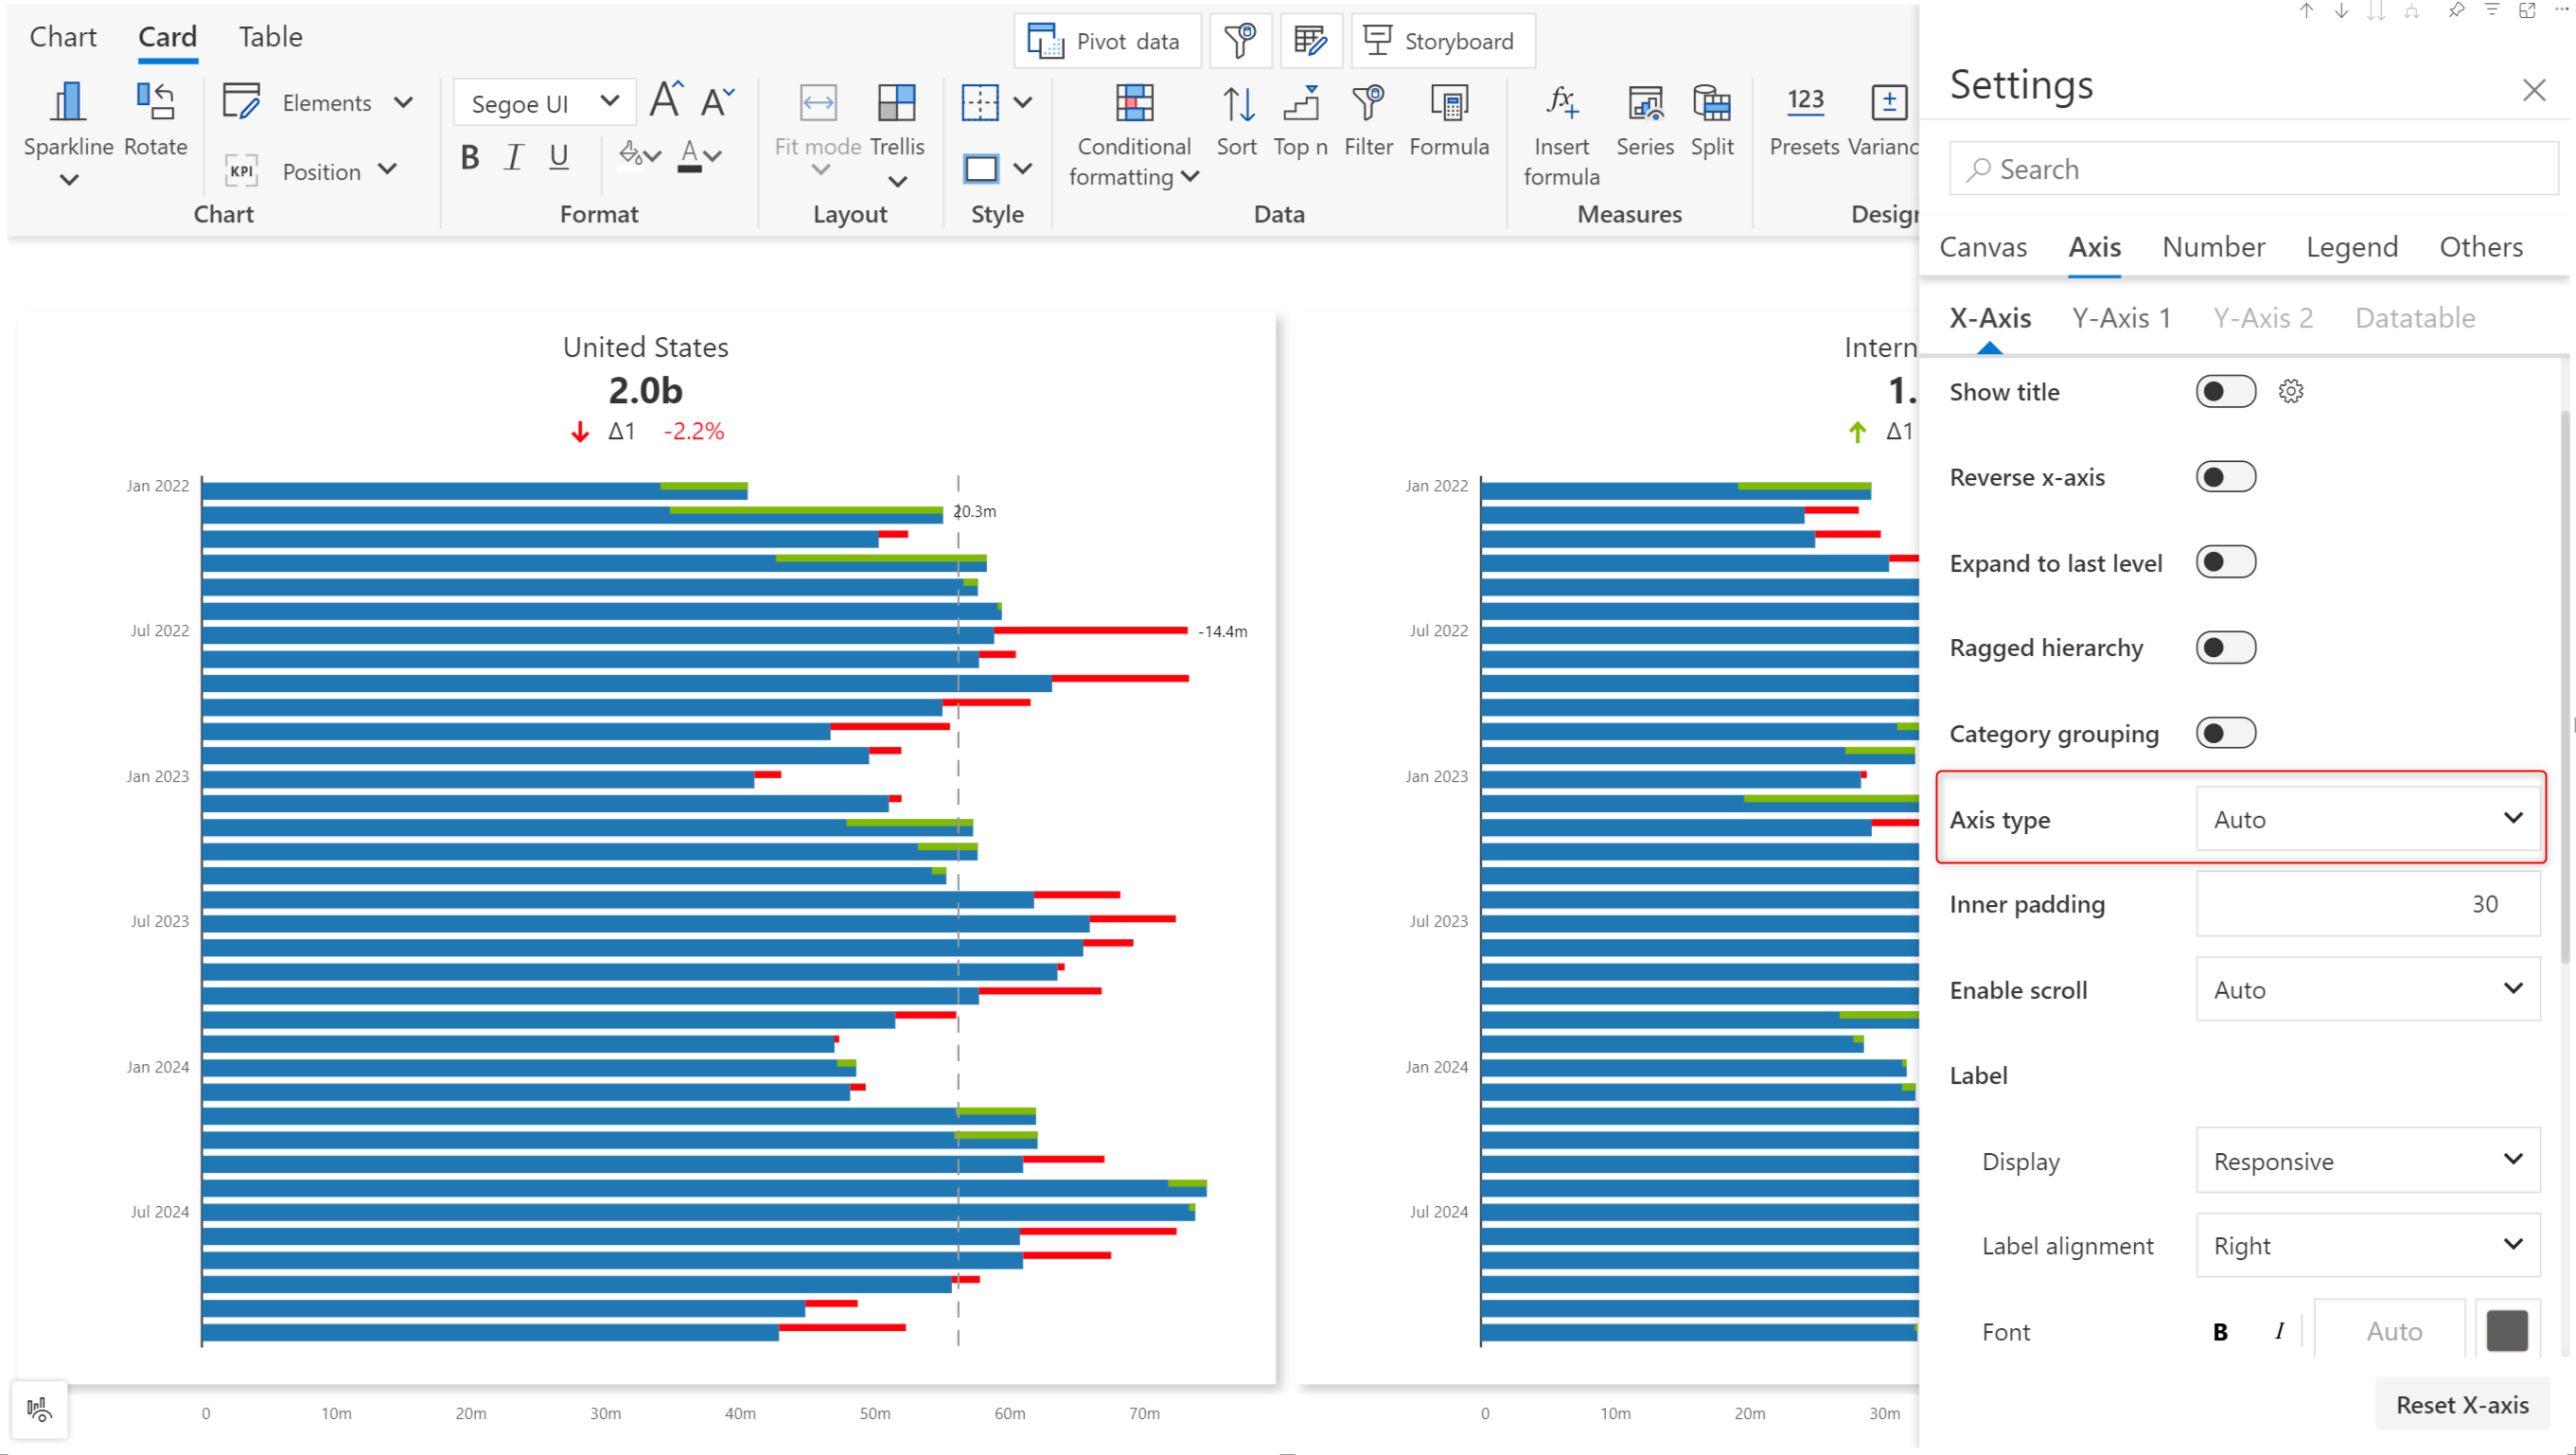 Chart Card Table
Pivot data Storyboard
Sparkline Rotate
Elements
KPI Position
Chart
Segoe UI A A
B I U A
Format
Fit mode Trellis
Layout
Style
Conditional formatting Sort Top n Filter Formula
Data
fx Insert formula Series Split
Measures
123 Presets Varianc
Desig
Settings
Search
Canvas Axis Number Legend Others
X-Axis Y-Axis 1 Y-Axis 2 Datatable
Show title
Reverse x-axis
Expand to last level
Ragged hierarchy
Category grouping
Axis type Auto
Inner padding 30
Enable scroll Auto
Label
Display Responsive
Label alignment Right
Font B I Auto
Reset X-axis
United States
2.0b
Δ1 -2.2%
Jan 2022
20.3m
Jul 2022
-14.4m
Jan 2023
Jul 2023
Jan 2024
Jul 2024
0 10m 20m 30m 40m 50m 60m 70m
Intern
1.
Δ1
Jan 2022
Jul 2022
Jan 2023
Jul 2023
Jan 2024
Jul 2024
0 10m 20m 30m